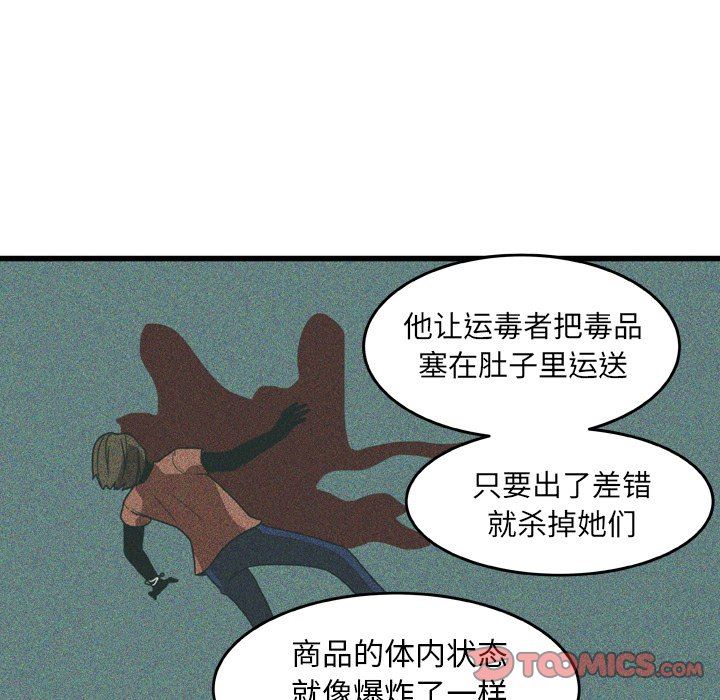 他让运毒者把毒品
塞在肚子里运送
只要出了差错
就杀掉她们
商品的体内状态
就像爆炸了一样
TOOMICS.COM